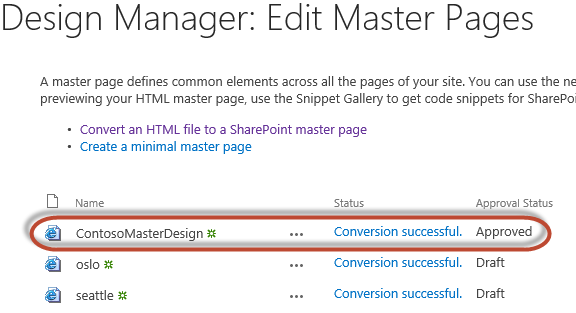 Design Manager: Edit Master Pages
A master page defines common elements across all the pages of your site. You can use the ne
previewing your HTML master page, use the Snippet Gallery to get code snippets for SharePoin
• Convert an HTML file to a SharePoint master page
• Create a minimal master page
Name Status Approval Status
ContosoMasterDesign ... Conversion successful. Approved
oslo ... Conversion successful. Draft
seattle ... Conversion successful. Draft